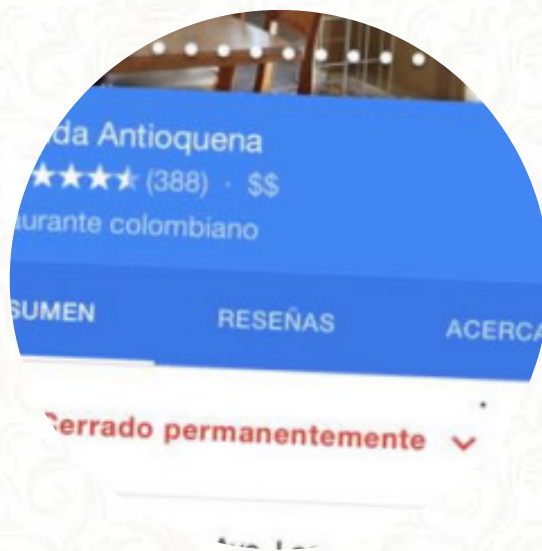 da Antioquena
(388) · $$
urante colombiano
SUMEN RESEÑAS ACERCA
Cerrado permanentemente